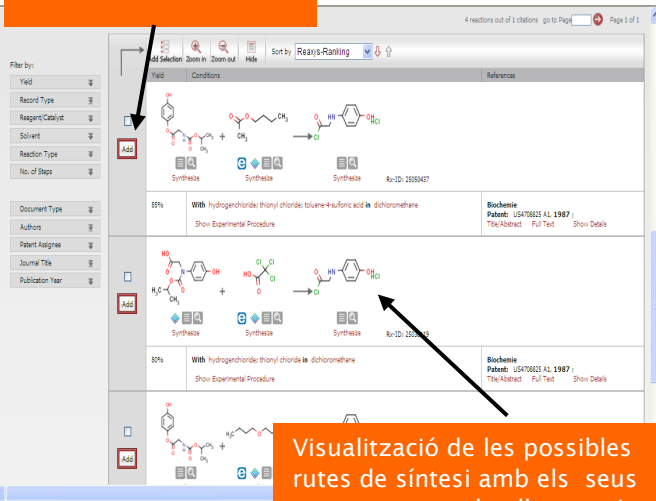 4 reactions out of 1 citations go to Page Page 1 of 1
Add Selection Zoom in Zoom out Hide Sort by Reaxys-Ranking
Filter by:
Yield
Record Type
Reagent/Catalyst
Solvent
Reaction Type
No. of Steps
Document Type
Authors
Patent Assignee
Journal Title
Publication Year
Yield Conditions References
Add
Synthesize Synthesize Synthesize Rx-ID: 25050437
85% With hydrogenchloride; thionyl chloride; toluene-4-sulfonic acid in dichloromethane
Show Experimental Procedure
Biochemie
Patent: US4708825 A1, 1987 ;
Title/Abstract Full Text Show Details
Add
Synthesize Synthesize Synthesize
80% With hydrogenchloride; thionyl chloride in dichloromethane
Show Experimental Procedure
Biochemie
Patent: US4708825 A1, 1987 ;
Title/Abstract Full Text Show Details
Add
Visualització de les possibles
rutes de síntesi amb els seus